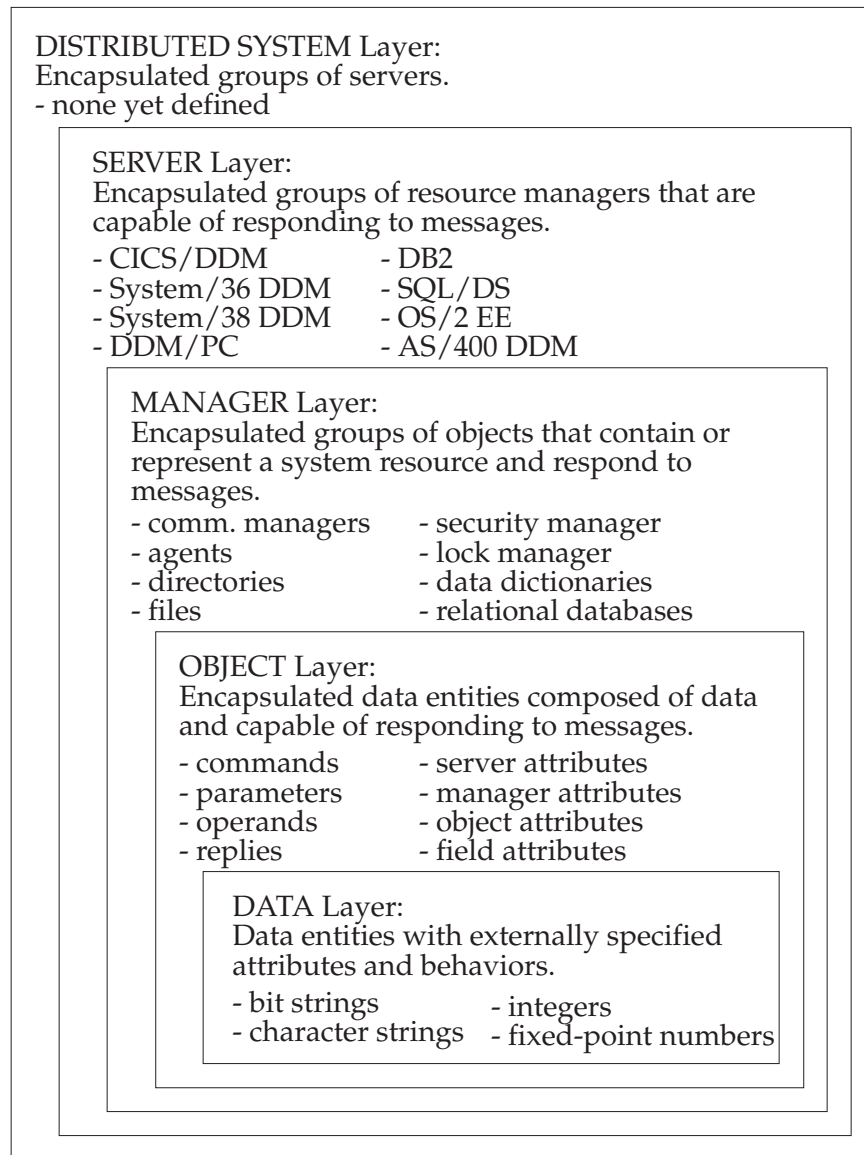 DISTRIBUTED SYSTEM Layer:
Encapsulated groups of servers.
- none yet defined
SERVER Layer:
Encapsulated groups of resource managers that are
capable of responding to messages.
- CICS/DDM - DB2
- System/36 DDM - SQL/DS
- System/38 DDM - OS/2 EE
- DDM/PC - AS/400 DDM
MANAGER Layer:
Encapsulated groups of objects that contain or
represent a system resource and respond to
messages.
- comm. managers - security manager
- agents - lock manager
- directories - data dictionaries
- files - relational databases
OBJECT Layer:
Encapsulated data entities composed of data
and capable of responding to messages.
- commands - server attributes
- parameters - manager attributes
- operands - object attributes
- replies - field attributes
DATA Layer:
Data entities with externally specified
attributes and behaviors.
- bit strings - integers
- character strings - fixed-point numbers